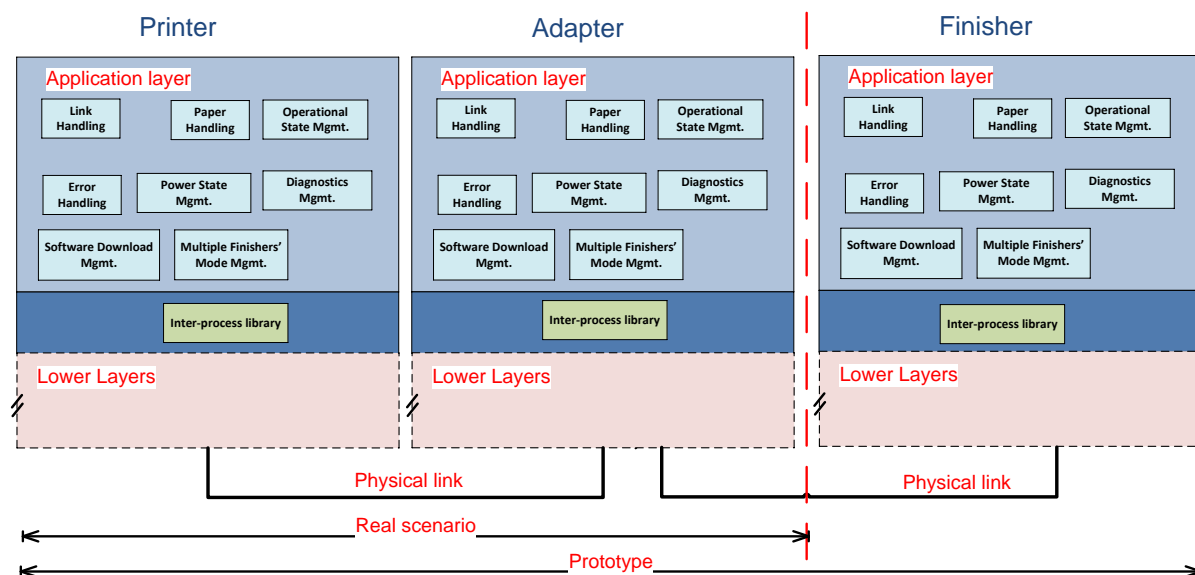 Printer
Adapter
Finisher
Application layer
Link
Handling
Paper
Handling
Operational
State Mgmt.
Error
Handling
Power State
Mgmt.
Diagnostics
Mgmt.
Software Download
Mgmt.
Multiple Finishers’
Mode Mgmt.
Inter-process library
Lower Layers
Application layer
Link
Handling
Paper
Handling
Operational
State Mgmt.
Error
Handling
Power State
Mgmt.
Diagnostics
Mgmt.
Software Download
Mgmt.
Multiple Finishers’
Mode Mgmt.
Inter-process library
Lower Layers
Application layer
Link
Handling
Paper
Handling
Operational
State Mgmt.
Error
Handling
Power State
Mgmt.
Diagnostics
Mgmt.
Software Download
Mgmt.
Multiple Finishers’
Mode Mgmt.
Inter-process library
Lower Layers
Physical link
Physical link
Real scenario
Prototype